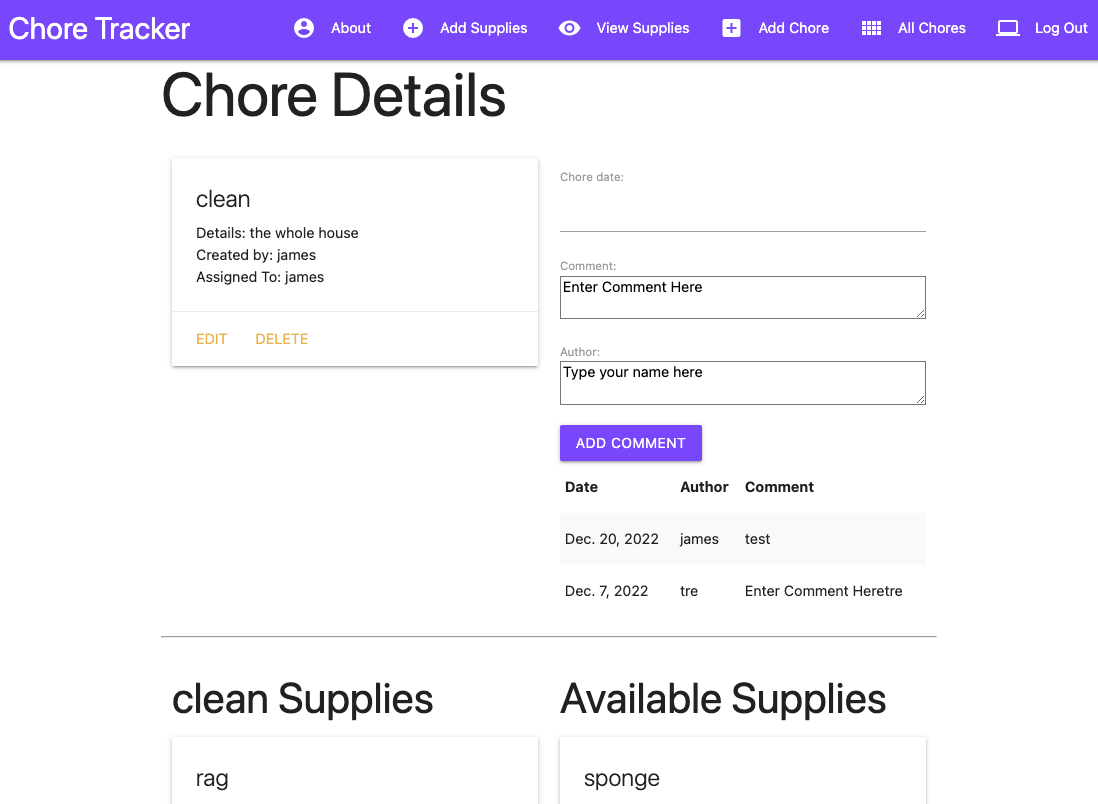 Chore Tracker
About
Add Supplies
View Supplies
Add Chore
All Chores
Log Out
Chore Details
clean
Details: the whole house
Created by: james
Assigned To: james
EDIT DELETE
Chore date:
Comment:
Enter Comment Here
Author:
Type your name here
ADD COMMENT
Date Author Comment
Dec. 20, 2022 james test
Dec. 7, 2022 tre Enter Comment Heretre
clean Supplies
rag
Available Supplies
sponge